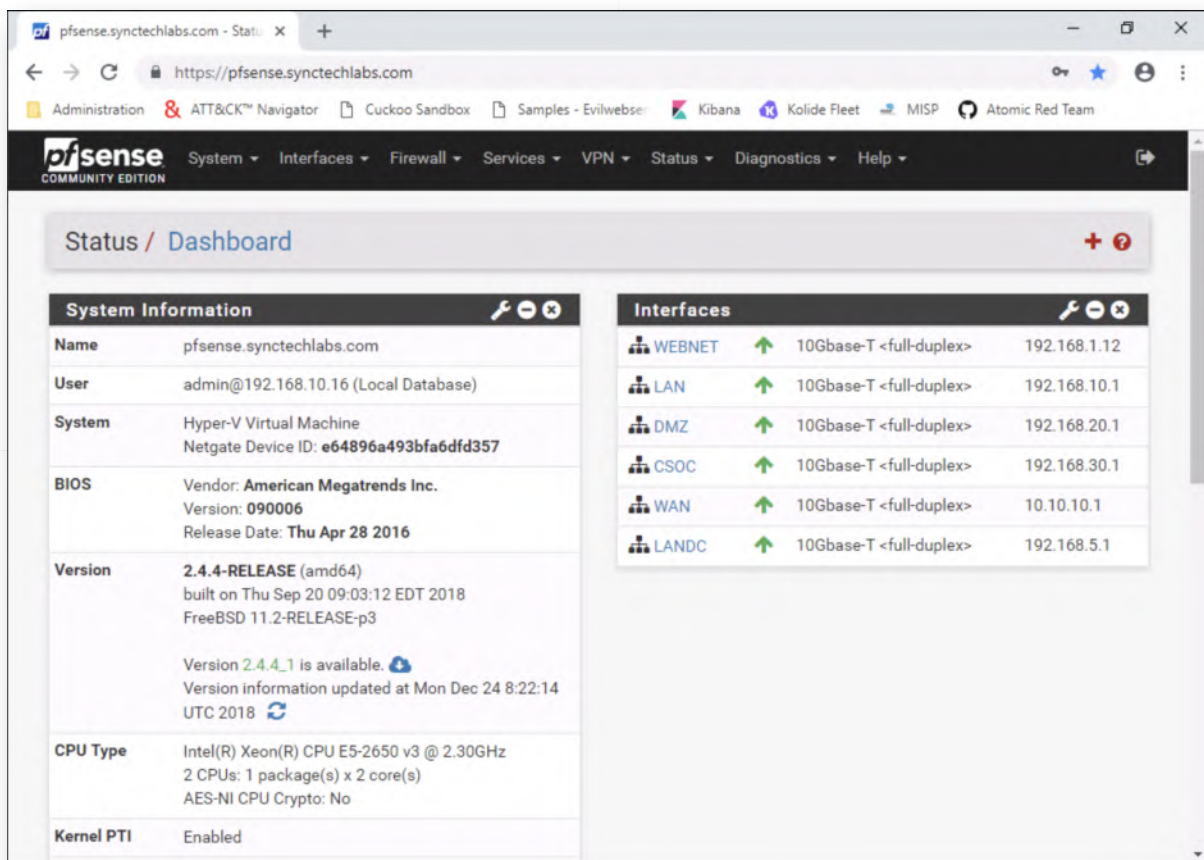 pfsense.synctechlabs.com - Statu
https://pfsense.synctechlabs.com
Administration ATT&CK™ Navigator Cuckoo Sandbox Samples - Evilwebser Kibana Kolide Fleet MISP Atomic Red Team
pfsense System Interfaces Firewall Services VPN Status Diagnostics Help
COMMUNITY EDITION
Status / Dashboard
System Information
Name pfsense.synctechlabs.com
User admin@192.168.10.16 (Local Database)
System Hyper-V Virtual Machine
Netgate Device ID: e64896a493bfa6dfd357
BIOS Vendor: American Megatrends Inc.
Version: 090006
Release Date: Thu Apr 28 2016
Version 2.4.4-RELEASE (amd64)
built on Thu Sep 20 09:03:12 EDT 2018
FreeBSD 11.2-RELEASE-p3
Version 2.4.4_1 is available.
Version information updated at Mon Dec 24 8:22:14
UTC 2018
CPU Type Intel(R) Xeon(R) CPU E5-2650 v3 @ 2.30GHz
2 CPUs: 1 package(s) x 2 core(s)
AES-NI CPU Crypto: No
Kernel PTI Enabled
Interfaces
WEBNET 10Gbase-T <full-duplex> 192.168.1.12
LAN 10Gbase-T <full-duplex> 192.168.10.1
DMZ 10Gbase-T <full-duplex> 192.168.20.1
CSOC 10Gbase-T <full-duplex> 192.168.30.1
WAN 10Gbase-T <full-duplex> 10.10.10.1
LANDC 10Gbase-T <full-duplex> 192.168.5.1